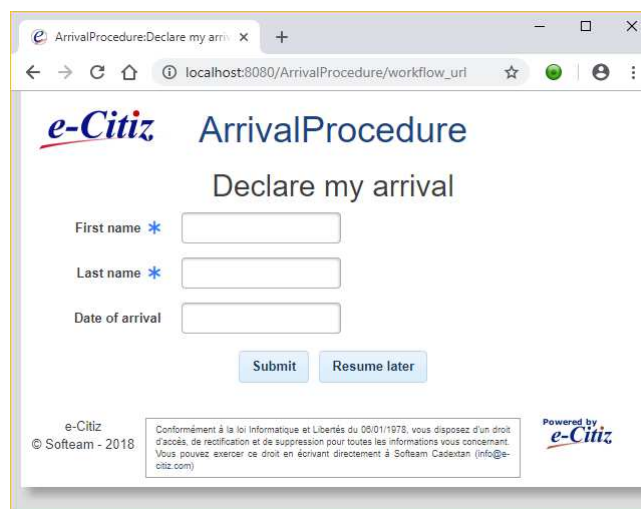 ArrivalProcedure:Declare my arri
localhost:8080/ArrivalProcedure/workflow_url
e-Citiz ArrivalProcedure
Declare my arrival
First name *
Last name *
Date of arrival
Submit Resume later
e-Citiz
© Softeam - 2018
Conformément à la loi Informatique et Libertés du 06/01/1978, vous disposez d'un droit
d'accès, de rectification et de suppression pour toutes les informations vous concernant.
Vous pouvez exercer ce droit en écrivant directement à Softeam Cadextan (info@e-
citiz.com)
Powered by
e-Citiz